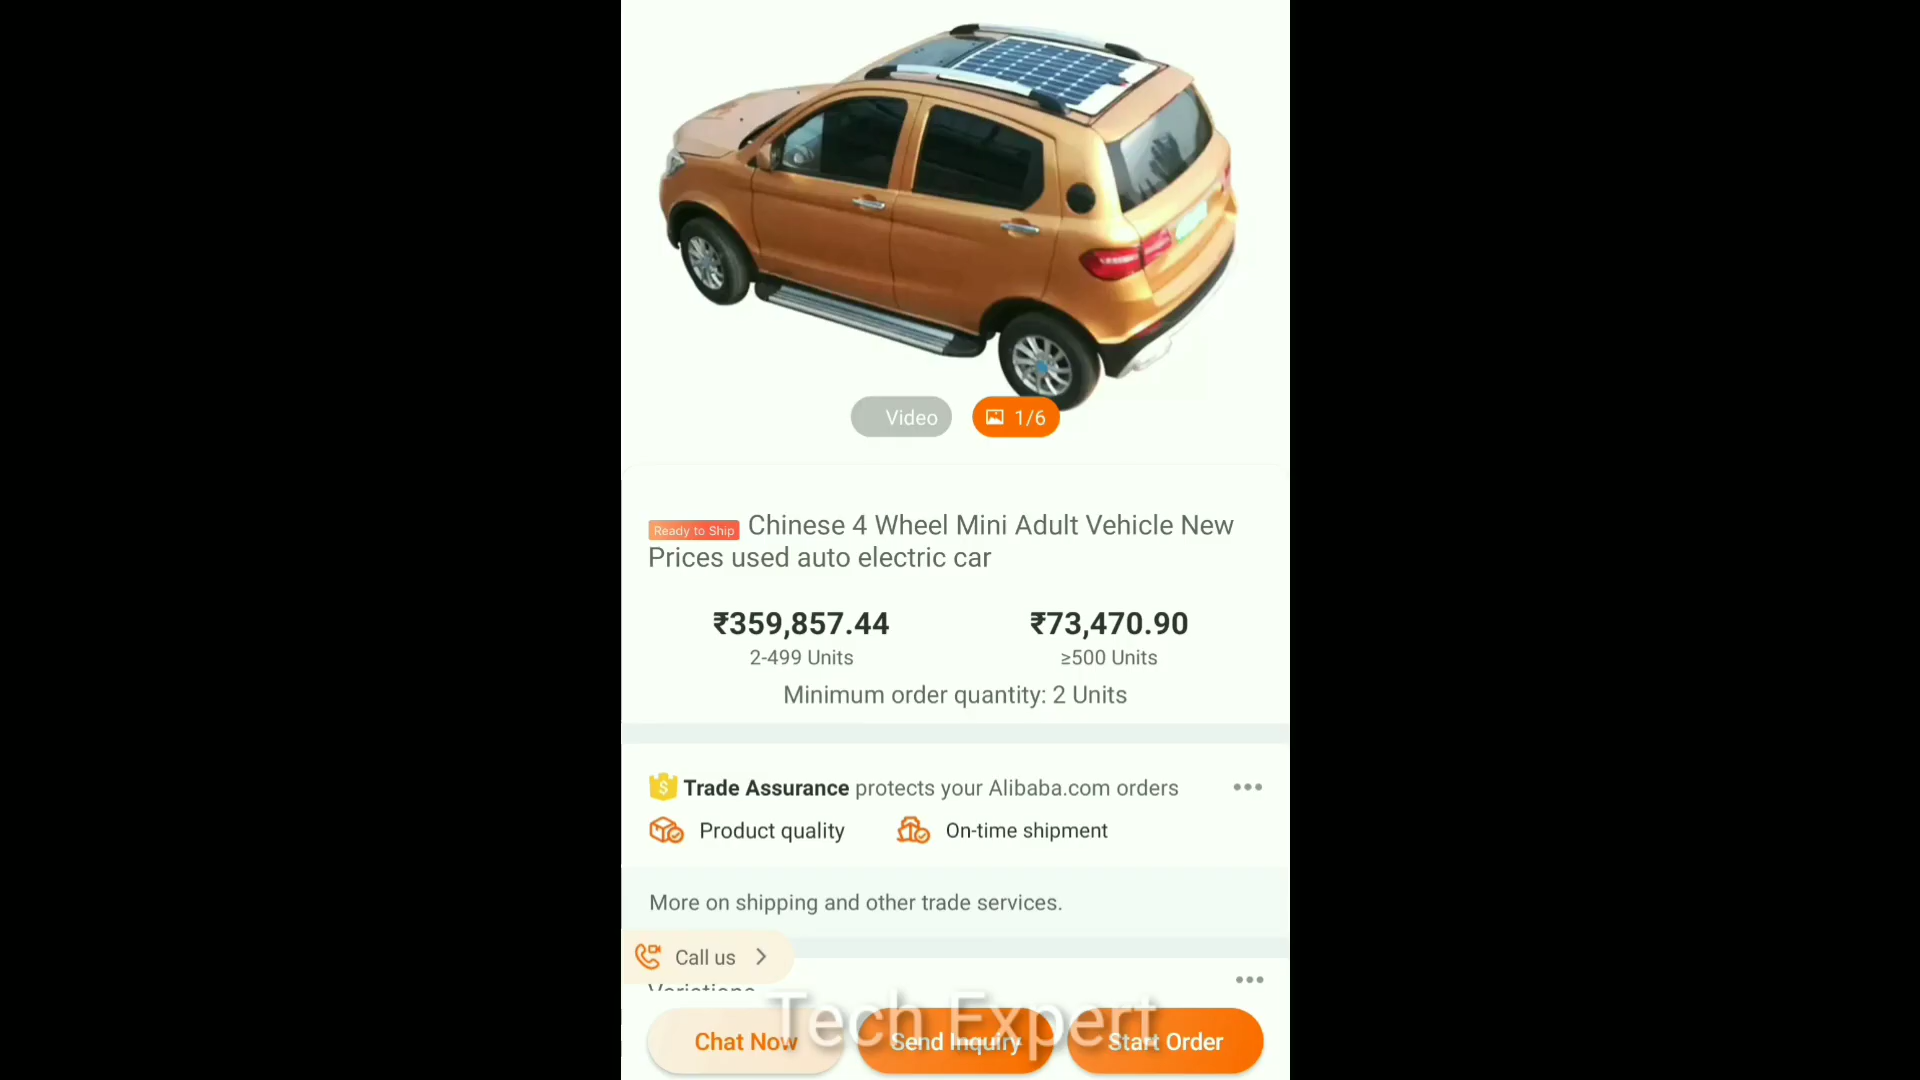 Video
1/6
Ready to Ship Chinese 4 Wheel Mini Adult Vehicle New
Prices used auto electric car
₹359,857.44 ₹73,470.90
2-499 Units ≥500 Units
Minimum order quantity: 2 Units
Trade Assurance protects your Alibaba.com orders
Product quality On-time shipment
More on shipping and other trade services.
Call us
Variations
Tech Expert
Chat Now Send Inquiry Start Order